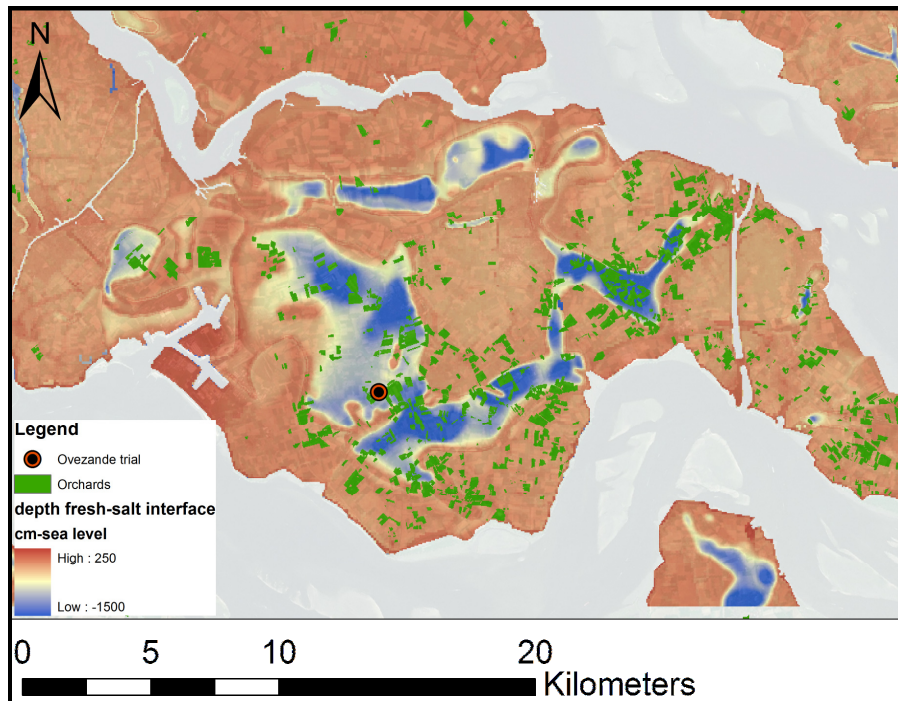 N
Legend
Ovezande trial
Orchards
depth fresh-salt interface
cm-sea level
High : 250
Low : -1500
0 5 10 20
Kilometers